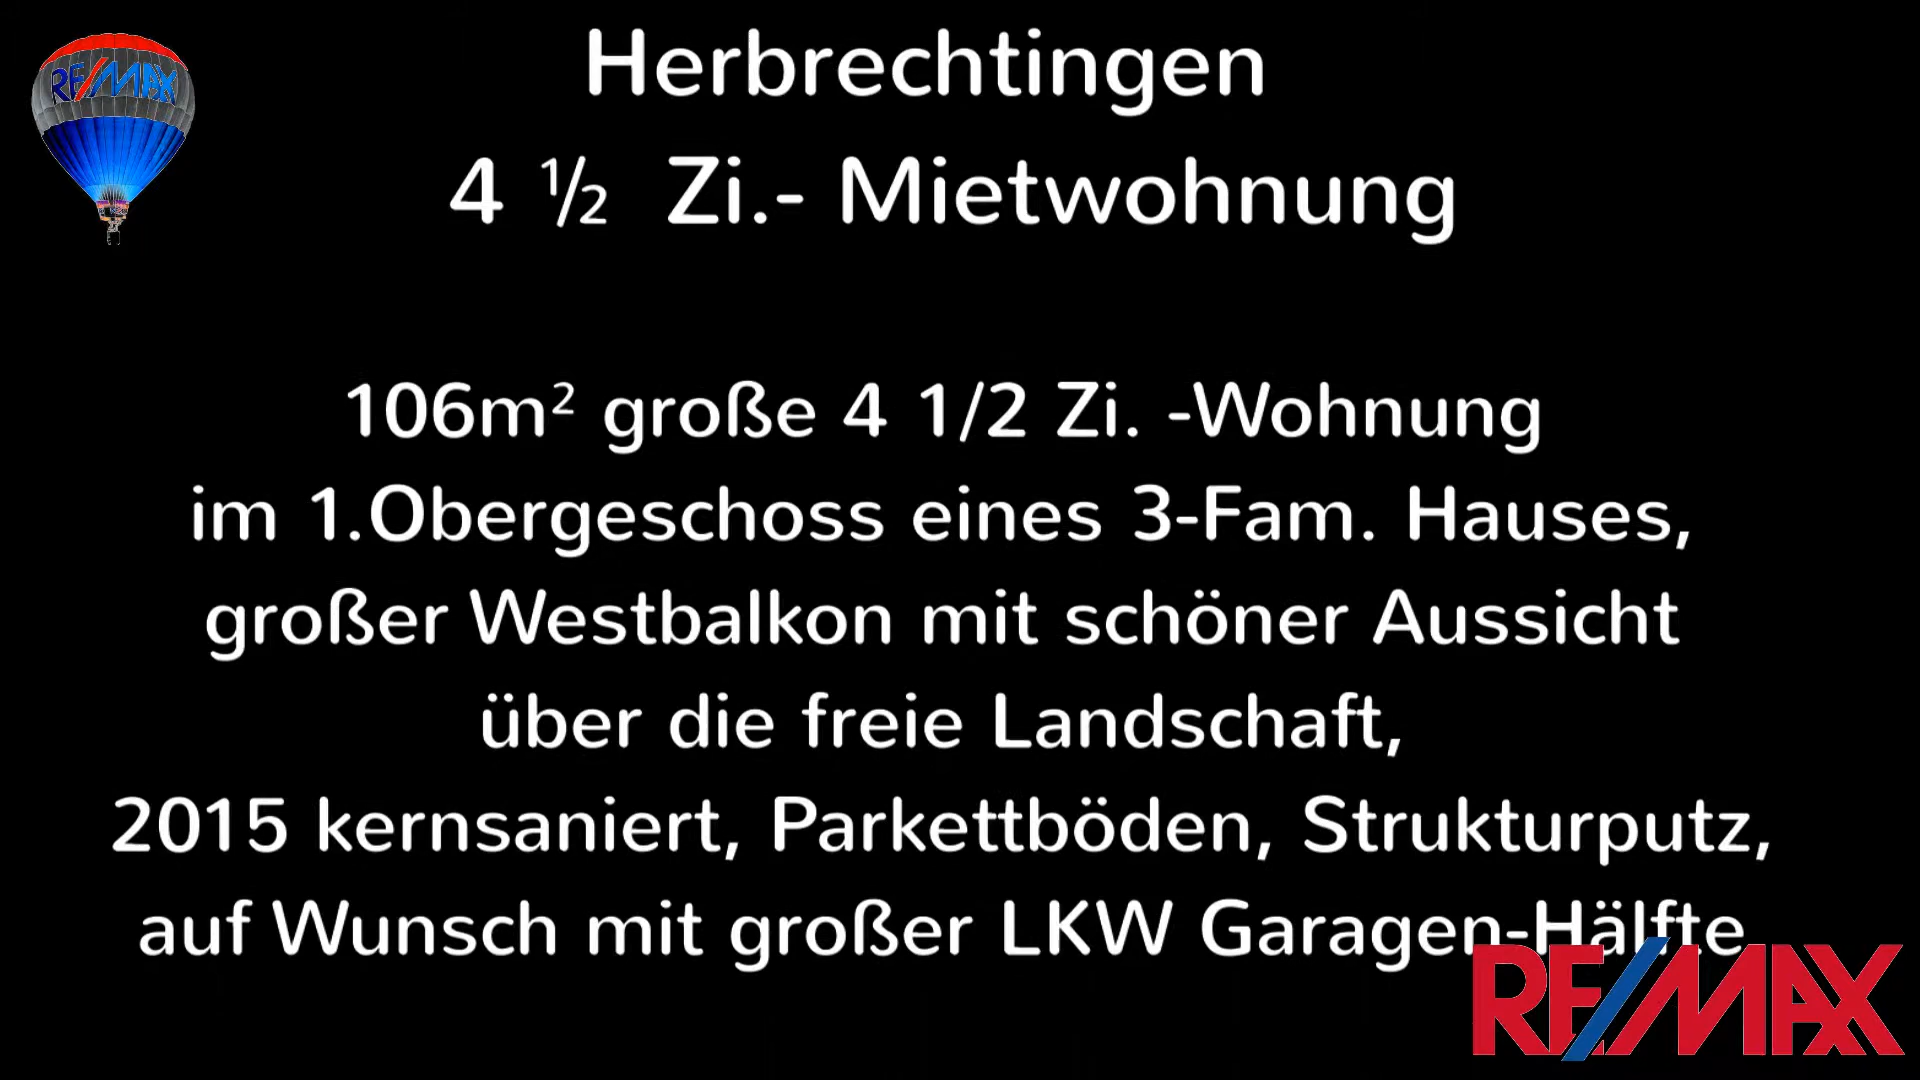 RE/MAX
Herbrechtingen
4 ½ Zi.- Mietwohnung
106m² große 4 1/2 Zi. -Wohnung
im 1.Obergeschoss eines 3-Fam. Hauses,
großer Westbalkon mit schöner Aussicht
über die freie Landschaft,
2015 kernsaniert, Parkettböden, Strukturputz,
auf Wunsch mit großer LKW Garagen-Hälfte
RE/MAX